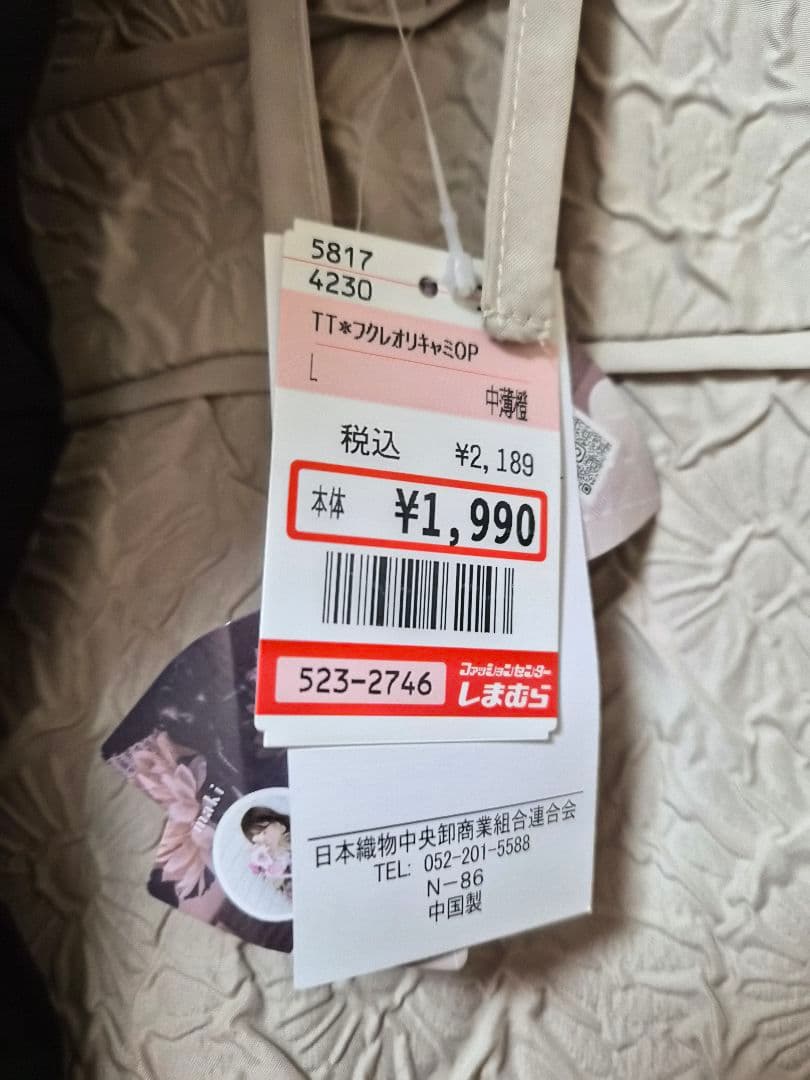 5817
4230
TT*フクレオリキャミOP
L
中薄橙
税込 ¥2,189
本体 ¥1,990
523-2746
ファッションセンター
しまむら
maki
日本織物中央卸商業組合連合会
TEL: 052-201-5588
N-86
中国製